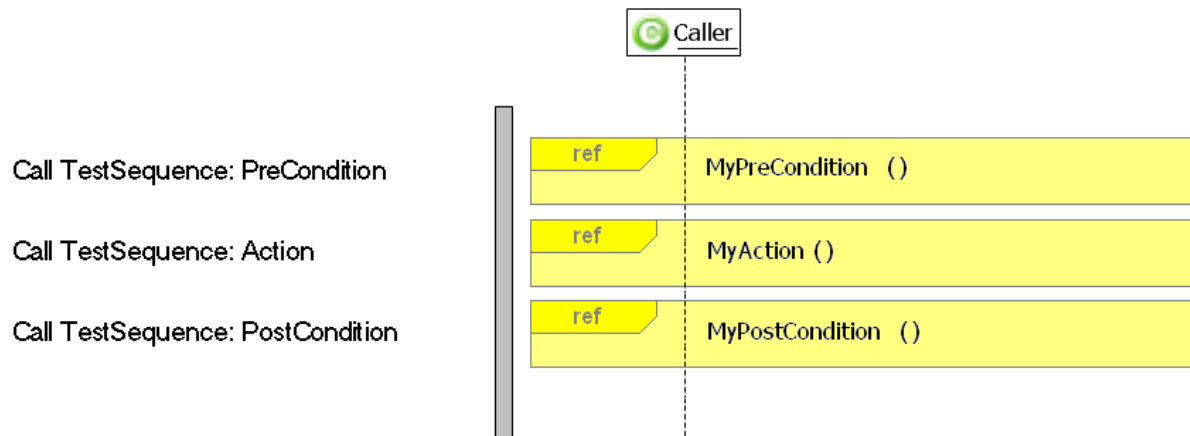 C Caller
Call TestSequence: PreCondition
ref
MyPreCondition ()
Call TestSequence: Action
ref
MyAction ()
Call TestSequence: PostCondition
ref
MyPostCondition ()